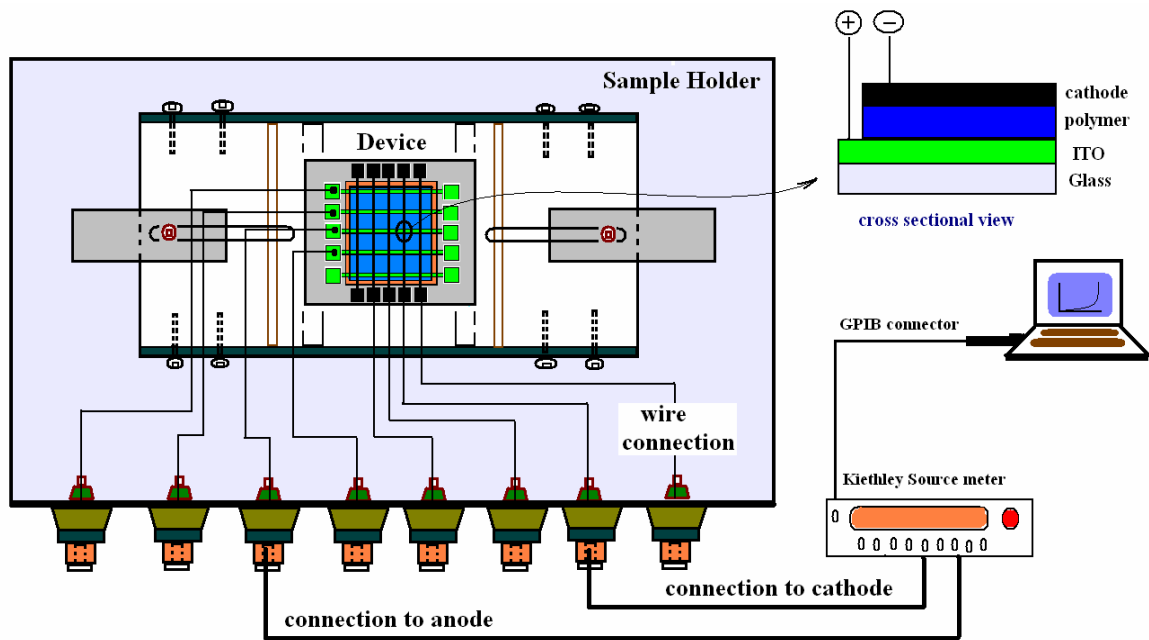 Sample Holder
Device
wire
connection
connection to cathode
connection to anode
+
−
cathode
polymer
ITO
Glass
cross sectional view
GPIB connector
Kiethley Source meter